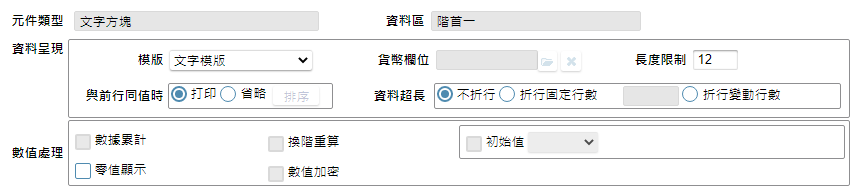 元件類型 文字方塊 資料區 階首一
資料呈現
模版 文字模版 貨幣欄位 長度限制 12
與前行同值時 打印 省略 排序 資料超長 不折行 折行固定行數 折行變動行數
數值處理
數據累計 換階重算 初始值
零值顯示 數值加密